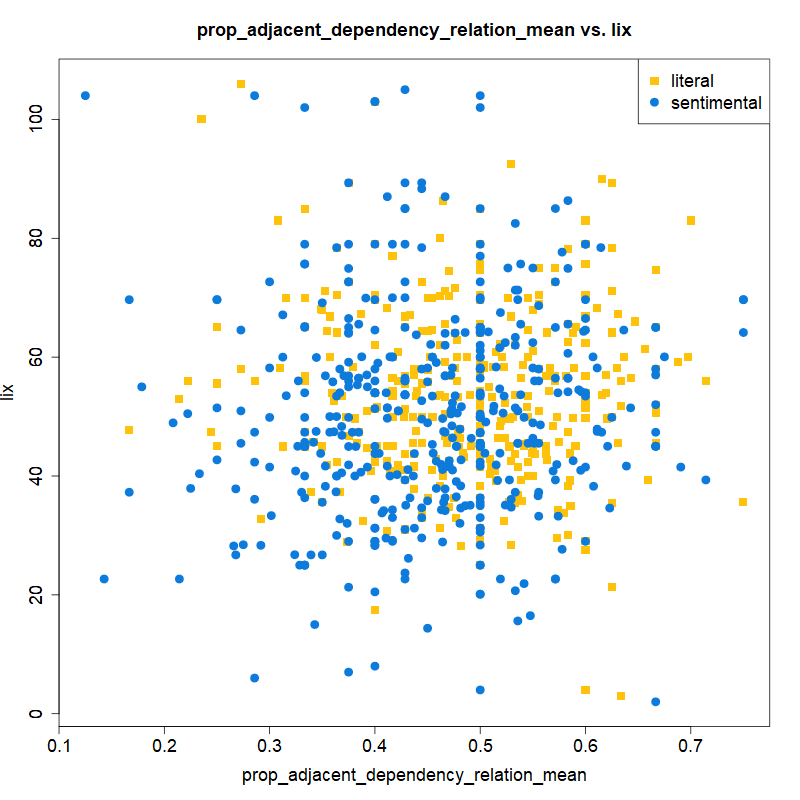 prop_adjacent_dependency_relation_mean vs. lix
literal
sentimental
lix
0
20
40
60
80
100
0.1
0.2
0.3
0.4
0.5
0.6
0.7
prop_adjacent_dependency_relation_mean